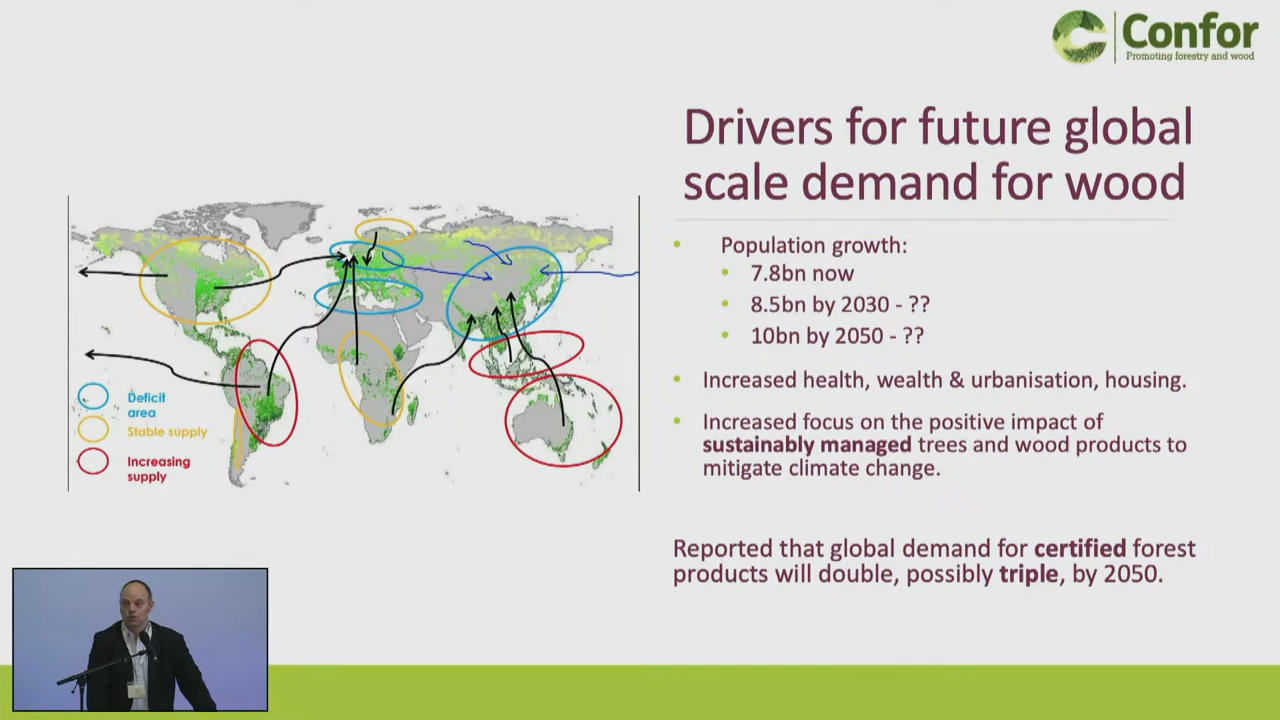 Confor
Promoting forestry and wood
Drivers for future global
scale demand for wood
Population growth:
7.8bn now
8.5bn by 2030 - ??
10bn by 2050 - ??
Increased health, wealth & urbanisation, housing.
Increased focus on the positive impact of
sustainably managed trees and wood products to
mitigate climate change.
Reported that global demand for certified forest
products will double, possibly triple, by 2050.
Deficit
area
Stable supply
Increasing
supply